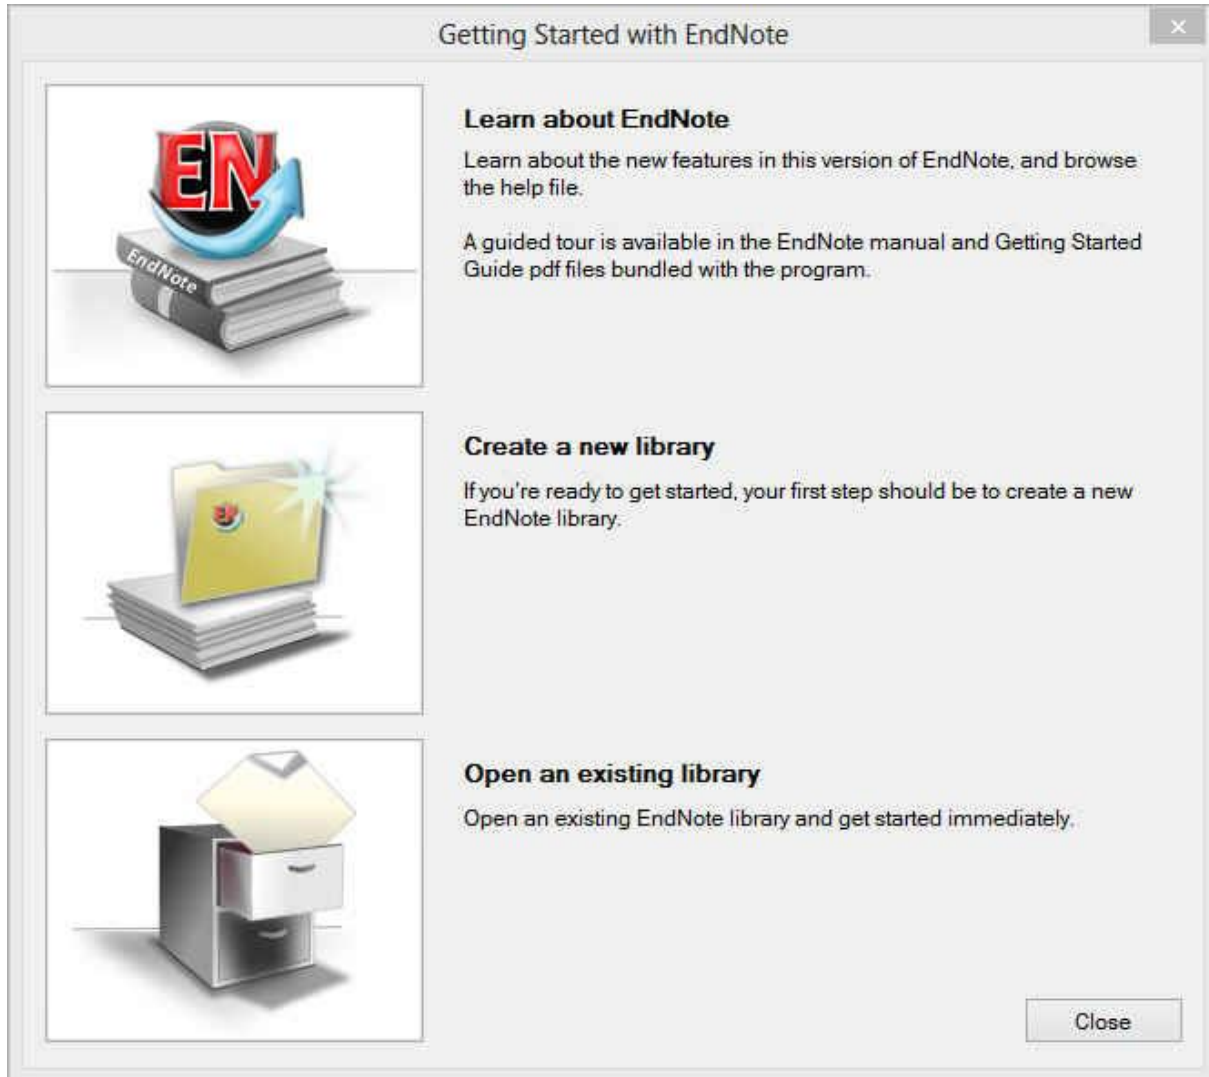 Getting Started with EndNote
EN
EndNote
Learn about EndNote
Learn about the new features in this version of EndNote, and browse
the help file.
A guided tour is available in the EndNote manual and Getting Started
Guide pdf files bundled with the program.
EN
Create a new library
If you're ready to get started, your first step should be to create a new
EndNote library.
Open an existing library
Open an existing EndNote library and get started immediately.
Close